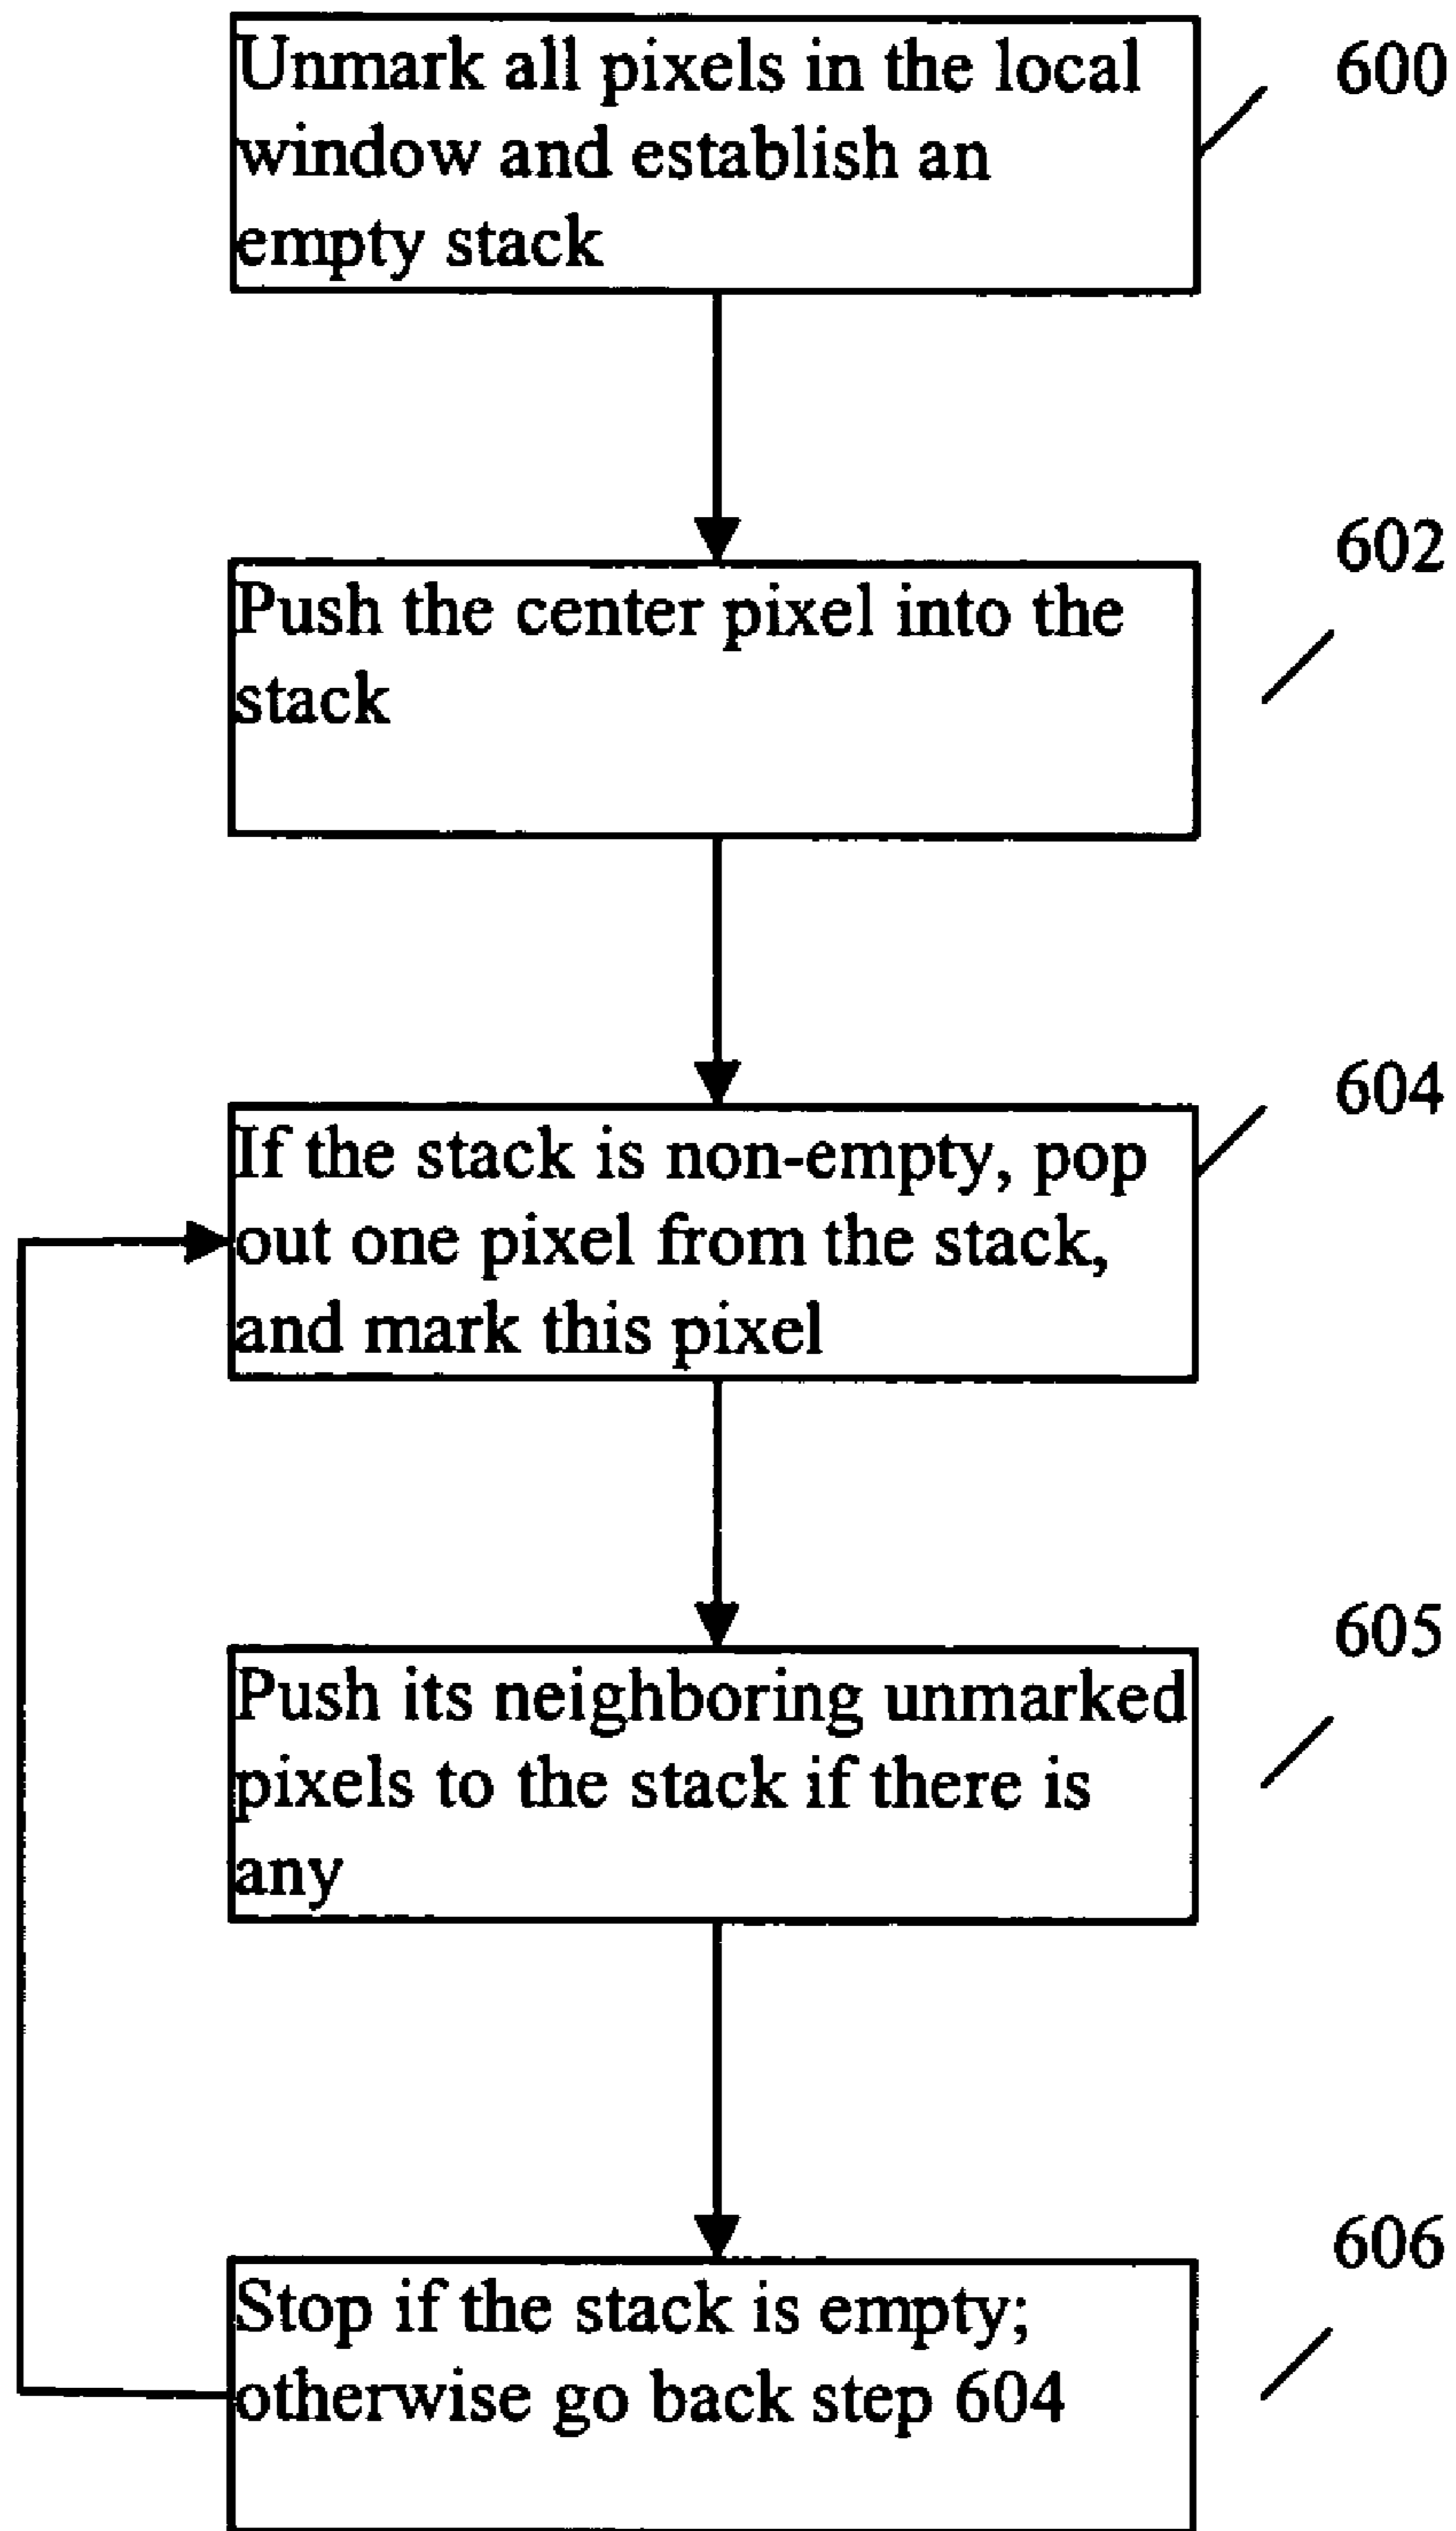 Unmark all pixels in the local
window and establish an
empty stack
600
Push the center pixel into the
stack
602
If the stack is non-empty, pop
out one pixel from the stack,
and mark this pixel
604
Push its neighboring unmarked
pixels to the stack if there is
any
605
Stop if the stack is empty;
otherwise go back step 604
606